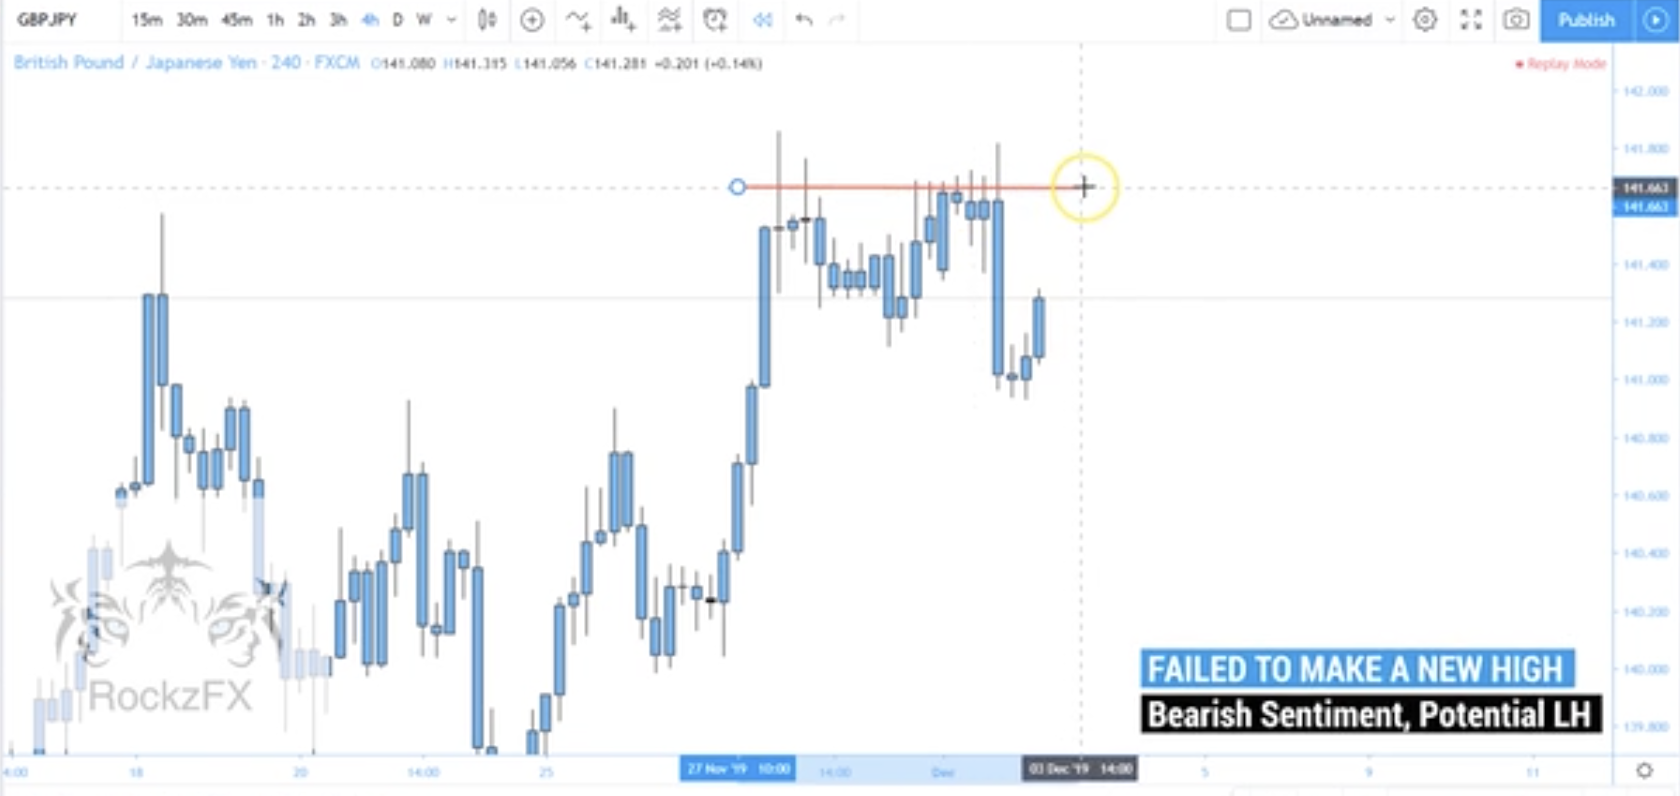 GBPJPY 15m 30m 45m 1h 2h 3h 4h D W Unnamed Publish
British Pound / Japanese Yen · 240 · FXCM O141.080 H141.315 L141.056 C141.281 +0.201 (+0.14%)
Replay Mode
142.000
141.800
141.663
141.663
141.400
141.200
141.000
140.800
140.600
140.400
140.200
140.000
139.800
RockzFX
FAILED TO MAKE A NEW HIGH
Bearish Sentiment, Potential LH
4:00 18 20 14:00 25 27 Nov '19 10:00 14:00 Dec 03 Dec '19 14:00 5 9 11